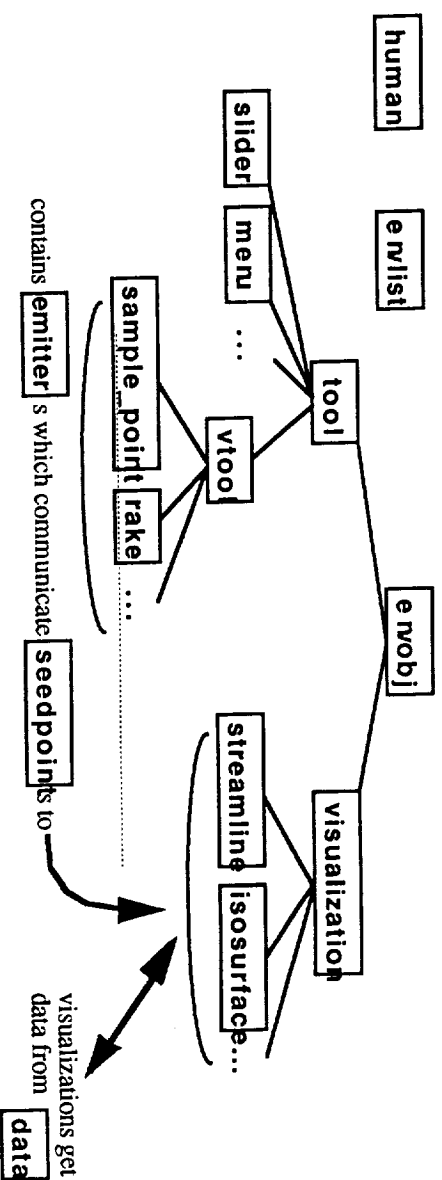 human
envlist
envobj
tool
visualization
slider
menu
...
vtool
streamline
isosurface...
sample_point
rake
...
contains emitter s which communicate seedpoints to
visualizations get
data from
data